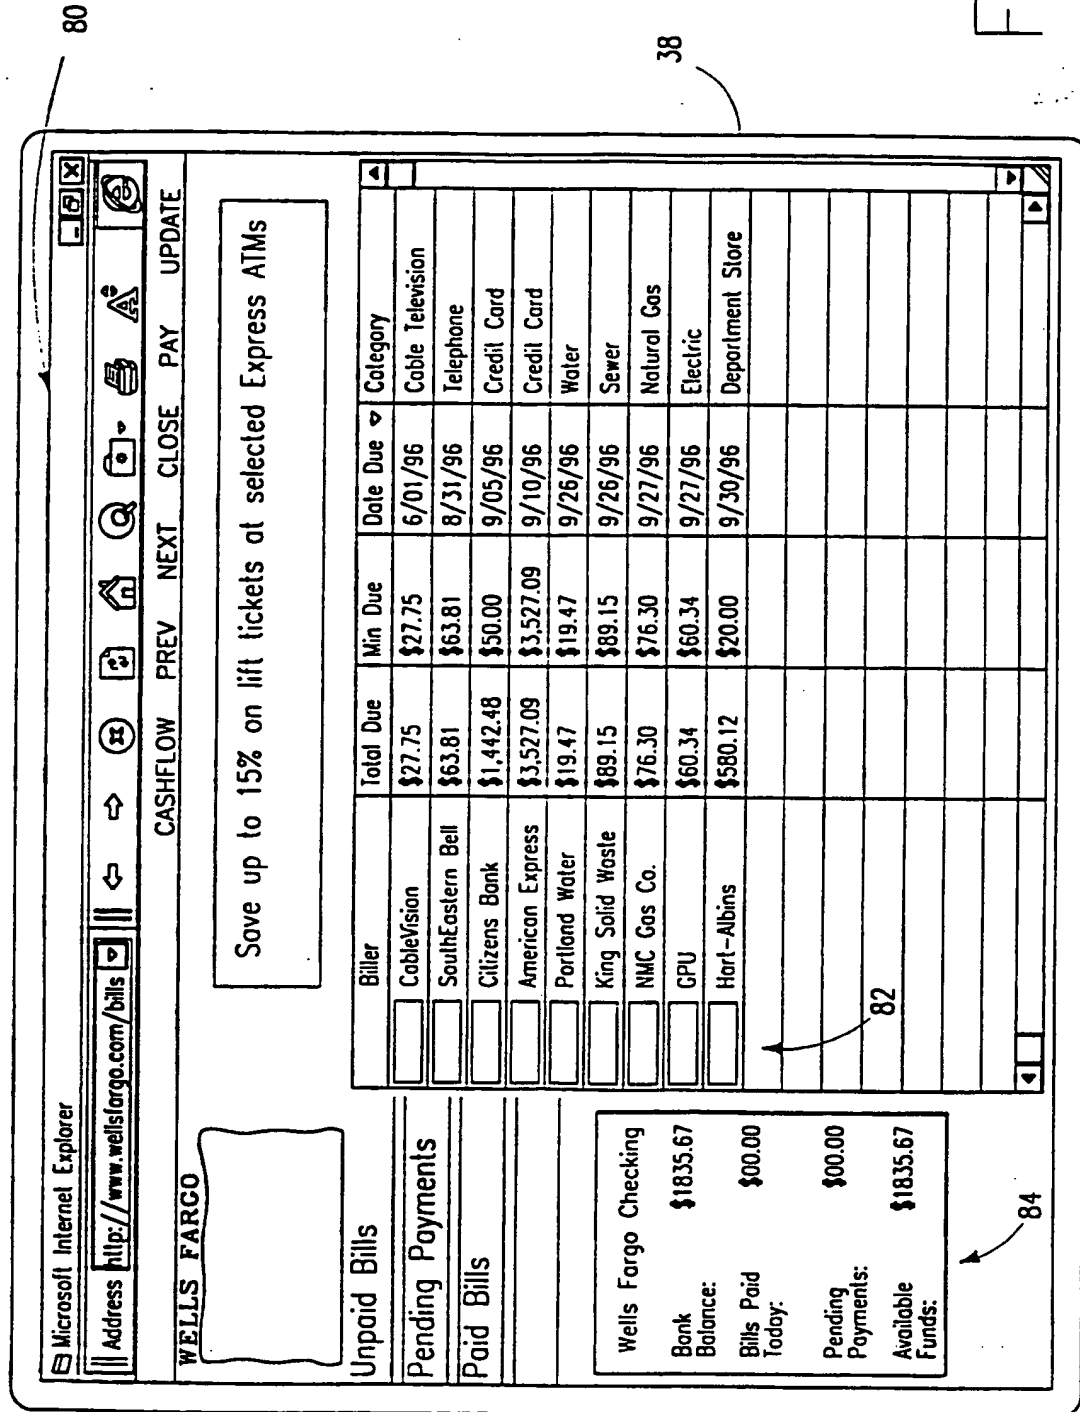 80
38
F
Microsoft Internet Explorer
Address http://www.wellsfargo.com/bills
CASHFLOW PREV NEXT CLOSE PAY UPDATE
WELLS FARGO
Save up to 15% on lift tickets at selected Express ATMs
Unpaid Bills
Pending Payments
Paid Bills
Biller Total Due Min Due Date Due Category
CableVision $27.75 $27.75 6/01/96 Cable Television
SouthEastern Bell $63.81 $63.81 8/31/96 Telephone
Citizens Bank $1,442.48 $50.00 9/05/96 Credit Card
American Express $3,527.09 $3,527.09 9/10/96 Credit Card
Portland Water $19.47 $19.47 9/26/96 Water
King Solid Waste $89.15 $89.15 9/26/96 Sewer
NMC Gas Co. $76.30 $76.30 9/27/96 Natural Gas
GPU $60.34 $60.34 9/27/96 Electric
Hart-Albins $580.12 $20.00 9/30/96 Department Store
82
Wells Fargo Checking
Bank Balance: $1835.67
Bills Paid Today: $00.00
Pending Payments: $00.00
Available Funds: $1835.67
84